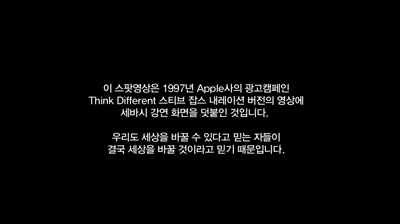 이 스팟영상은 1997년 Apple사의 광고캠페인
Think Different 스티브 잡스 내레이션 버전의 영상에
세바시 강연 화면을 덧붙인 것입니다.
우리도 세상을 바꿀 수 있다고 믿는 자들이
결국 세상을 바꿀 것이라고 믿기 때문입니다.